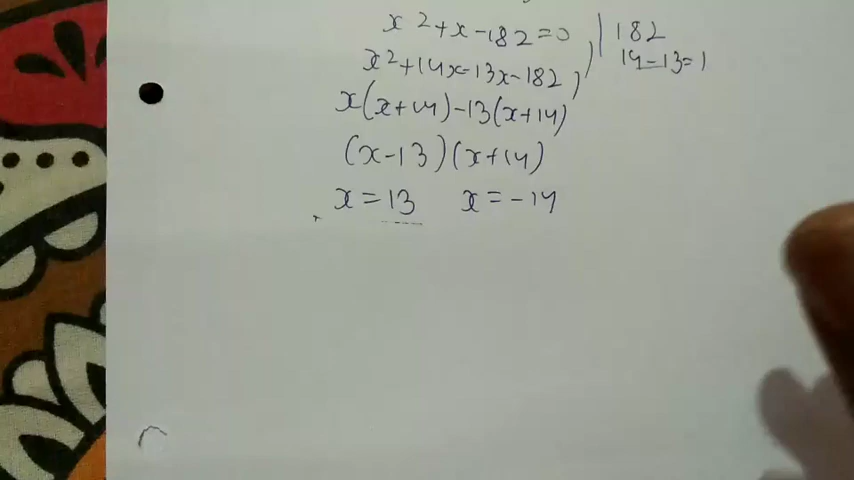 x² + x - 182 = 0 | 182
14 - 13 = 1
x² + 14x - 13x - 182
x(x+14) - 13(x+14)
(x-13)(x+14)
x = 13   x = -14